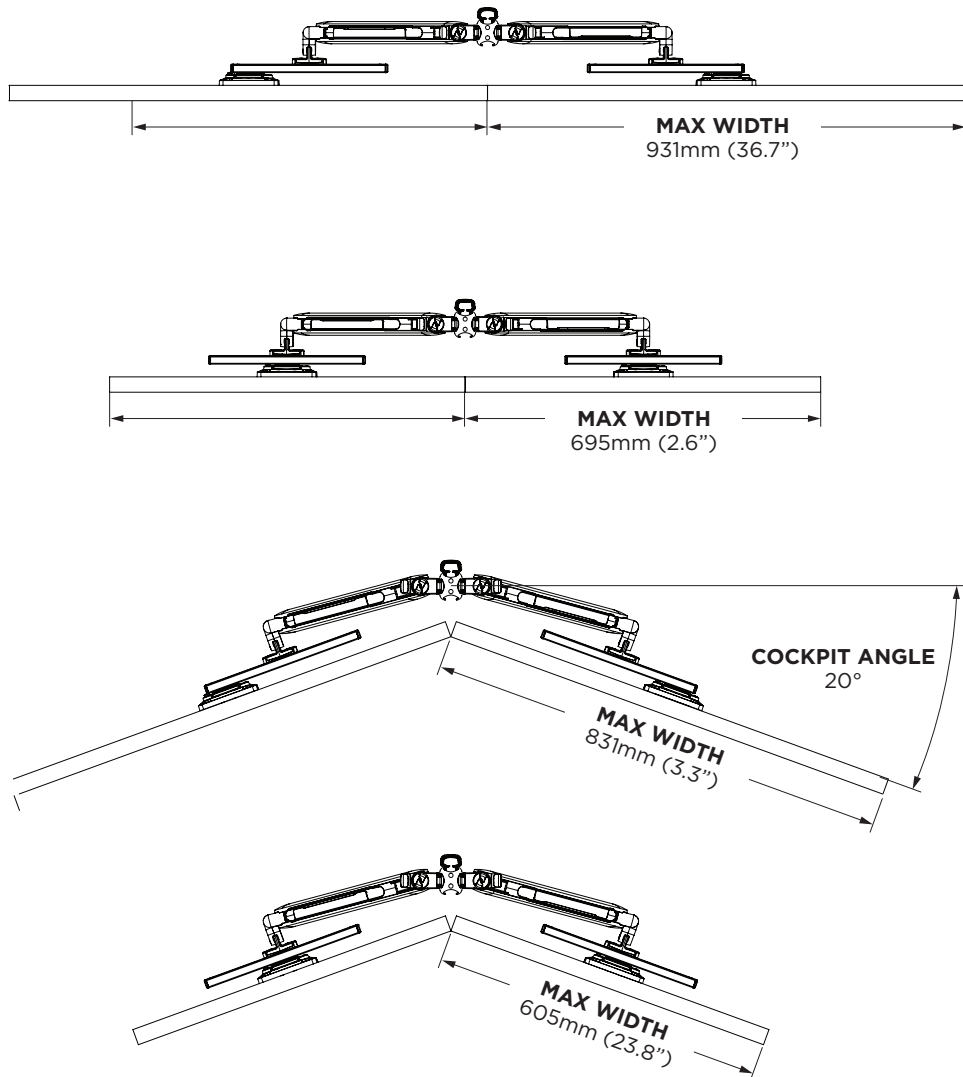 MAX WIDTH
931mm (36.7”)
MAX WIDTH
695mm (2.6”)
COCKPIT ANGLE
20°
MAX WIDTH
831mm (3.3”)
MAX WIDTH
605mm (23.8”)